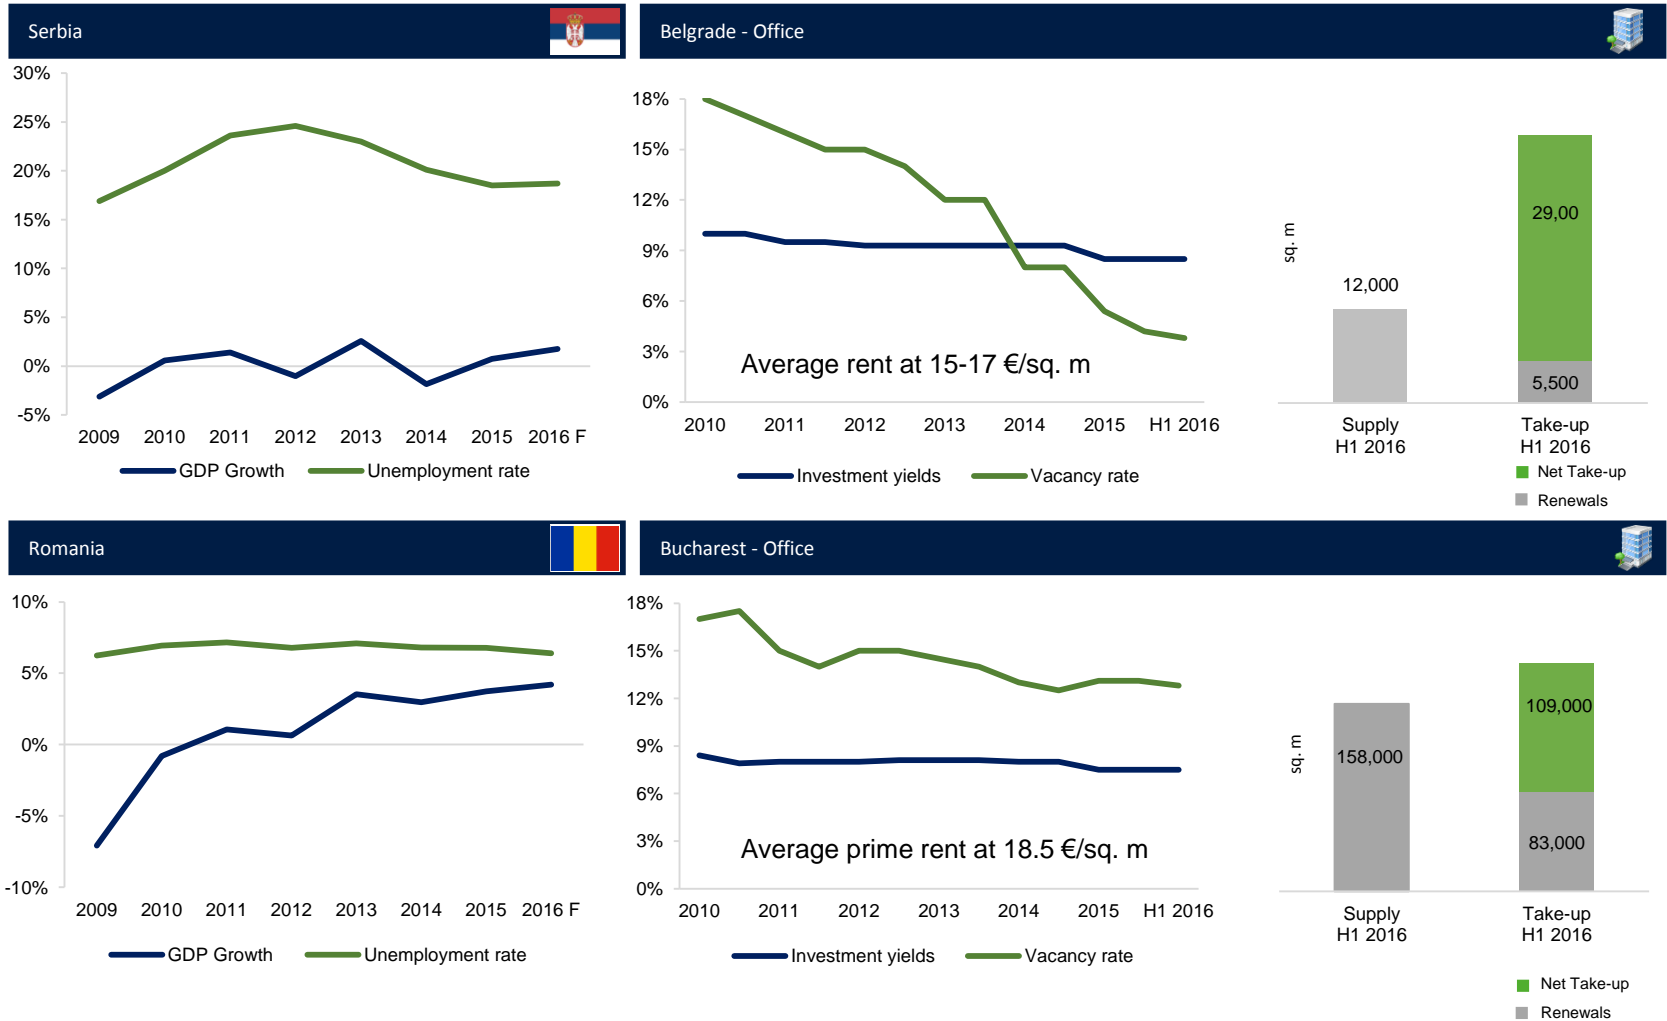 Serbia
30%
25%
20%
15%
10%
5%
0%
-5%
2009 2010 2011 2012 2013 2014 2015 2016 F
GDP Growth Unemployment rate
Belgrade - Office
18%
15%
12%
9%
6%
3%
0%
Average rent at 15-17 €/sq. m
2010 2011 2012 2013 2014 2015 H1 2016
Investment yields Vacancy rate
sq. m
12,000
29,00
5,500
Supply
H1 2016
Take-up
H1 2016
Net Take-up
Renewals
Romania
10%
5%
0%
-5%
-10%
2009 2010 2011 2012 2013 2014 2015 2016 F
GDP Growth Unemployment rate
Bucharest - Office
18%
15%
12%
9%
6%
3%
0%
Average prime rent at 18.5 €/sq. m
2010 2011 2012 2013 2014 2015 H1 2016
Investment yields Vacancy rate
sq. m
158,000
109,000
83,000
Supply
H1 2016
Take-up
H1 2016
Net Take-up
Renewals